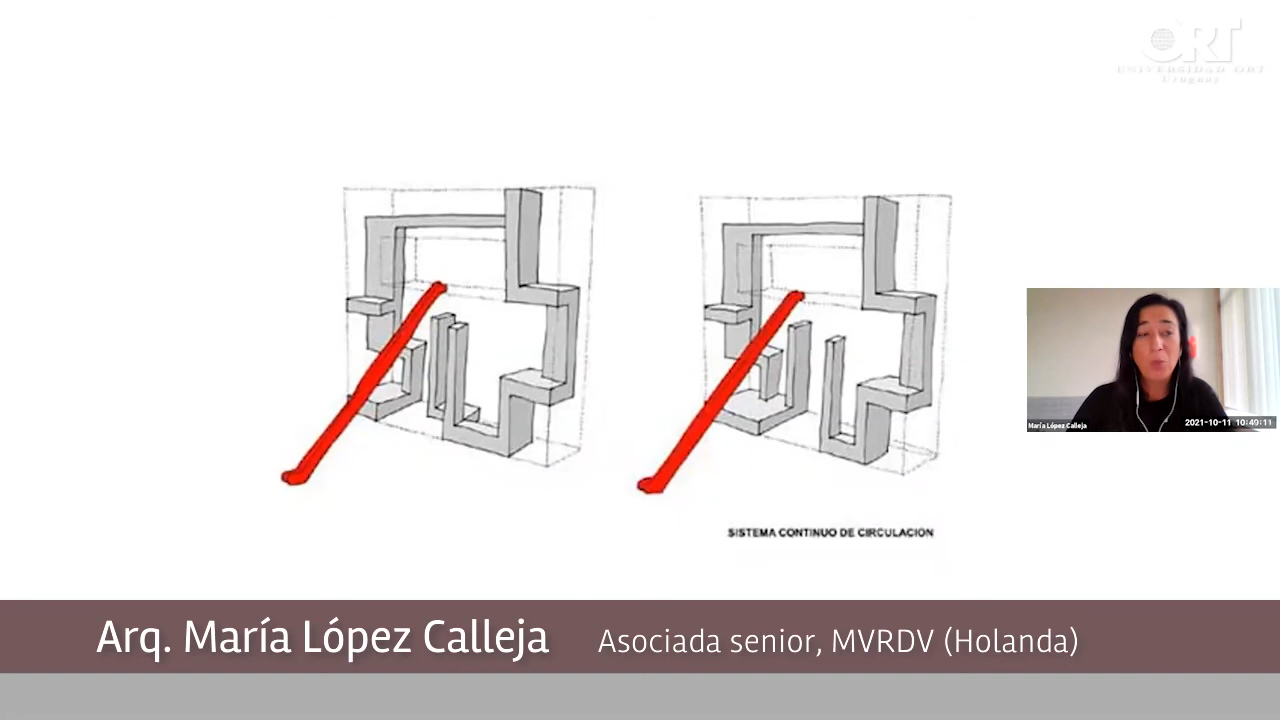 ORT
UNIVERSIDAD ORT
Uruguay
María López Calleja
2021-10-11 10:49:11
SISTEMA CONTINUO DE CIRCULACION
Arq. María López Calleja
Asociada senior, MVRDV (Holanda)